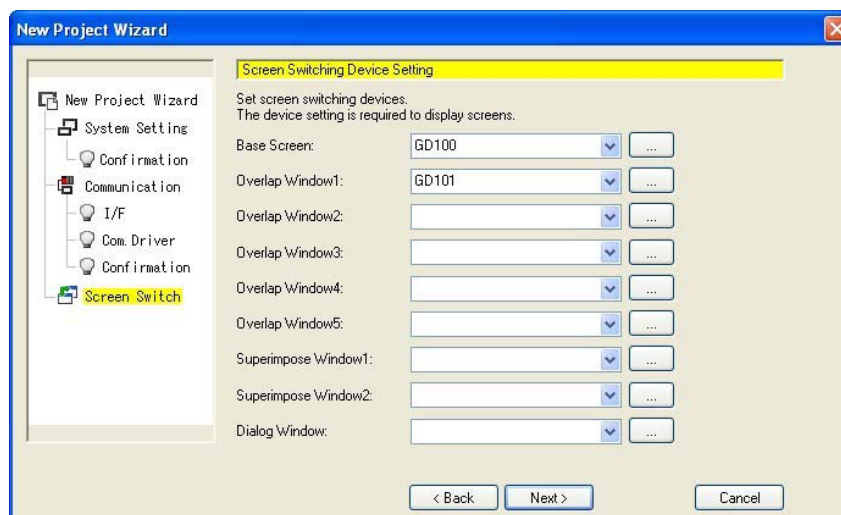 New Project Wizard
New Project Wizard
System Setting
Confirmation
Communication
I/F
Com. Driver
Confirmation
Screen Switch
Screen Switching Device Setting
Set screen switching devices.
The device setting is required to display screens.
Base Screen: GD100 ...
Overlap Window1: GD101 ...
Overlap Window2: ...
Overlap Window3: ...
Overlap Window4: ...
Overlap Window5: ...
Superimpose Window1: ...
Superimpose Window2: ...
Dialog Window: ...
< Back Next > Cancel